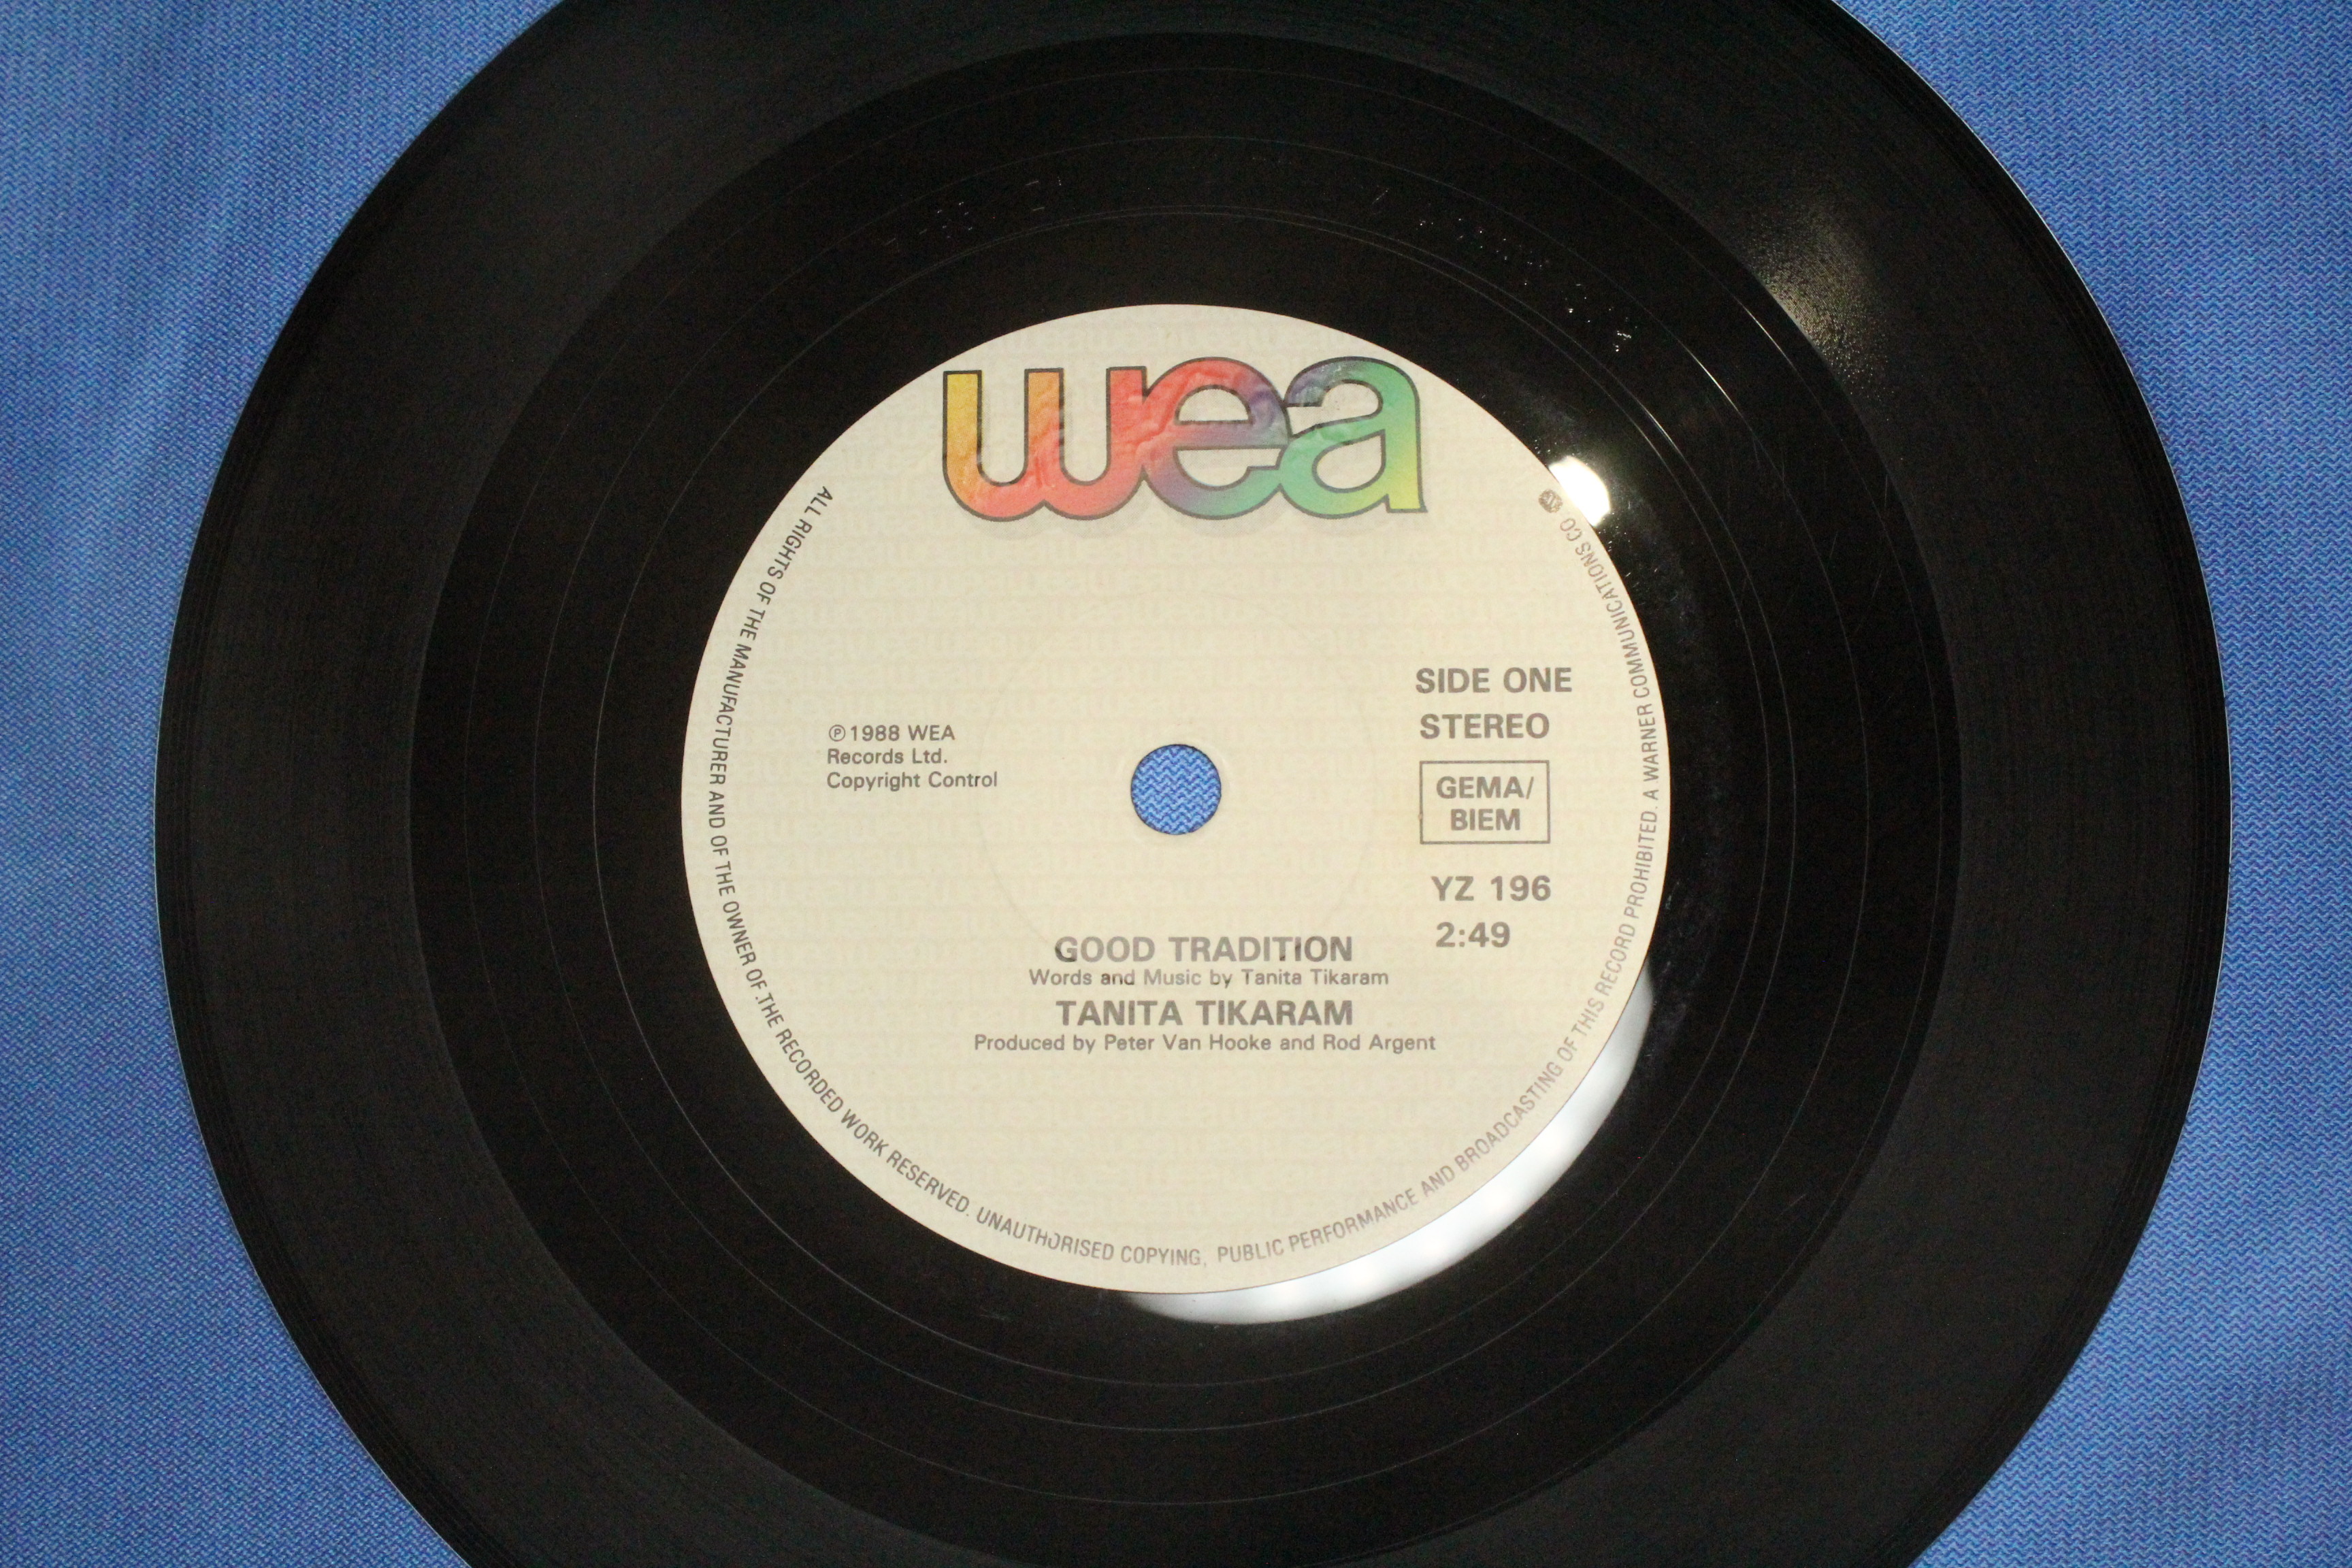 wea
SIDE ONE
STEREO
GEMA/
BIEM
YZ 196
2:49
℗1988 WEA
Records Ltd.
Copyright Control
GOOD TRADITION
Words and Music by Tanita Tikaram
TANITA TIKARAM
Produced by Peter Van Hooke and Rod Argent
ALL RIGHTS OF THE MANUFACTURER AND OF THE OWNER OF THE RECORDED WORK RESERVED. UNAUTHORISED COPYING, PUBLIC PERFORMANCE AND BROADCASTING OF THIS RECORD PROHIBITED. A WARNER COMMUNICATIONS CO